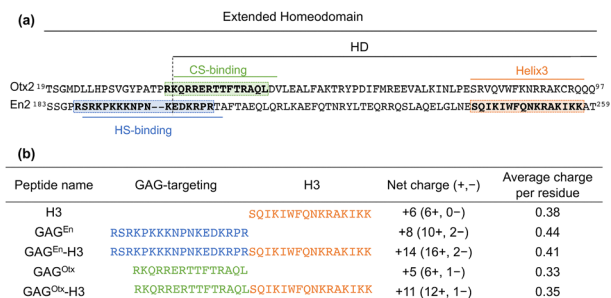 Extended Homeodomain
(a)
HD
CS-binding
Helix3
Otx2 19TSGMDLLHPSVGYPATPRKQRRERTTFTRAQLDVLEALFAKTRYPDIFMREEVALKINLPESRVQVWFKNRRAKCRQQQ97
En2 183SSGPRSRKPKKKNPN--KEDKRPRTAFTAEQLQRLKAEFQTNRYLTEQRRQSLAQELGLNESQIKIWFQNKRAKIKKAT259
HS-binding
(b)
Peptide name GAG-targeting H3 Net charge (+,−) Average charge per residue
H3 SQIKIWFQNKRAKIKK +6 (6+, 0−) 0.38
GAGEn RSRKPKKKNPNKEDKRPR +8 (10+, 2−) 0.44
GAGEn-H3 RSRKPKKKNPNKEDKRPRSQIKIWFQNKRAKIKK +14 (16+, 2−) 0.41
GAGOtx RKQRRERTTFTRAQL +5 (6+, 1−) 0.33
GAGOtx-H3 RKQRRERTTFTRAQLSQIKIWFQNKRAKIKK +11 (12+, 1−) 0.35